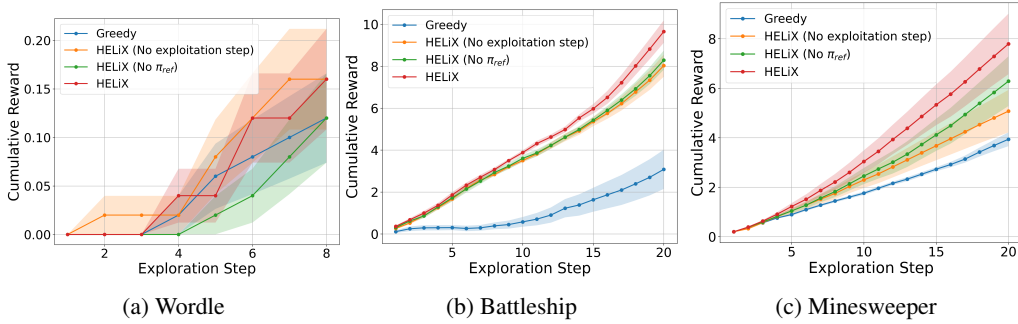 Greedy
HELiX (No exploitation step)
HELiX (No π_ref)
HELiX
Cumulative Reward
0.20
0.15
0.10
0.05
0.00
2 4 6 8
Exploration Step
(a) Wordle
Greedy
HELiX (No exploitation step)
HELiX (No π_ref)
HELiX
Cumulative Reward
10
8
6
4
2
0
5 10 15 20
Exploration Step
(b) Battleship
Greedy
HELiX (No exploitation step)
HELiX (No π_ref)
HELiX
Cumulative Reward
8
6
4
2
0
5 10 15 20
Exploration Step
(c) Minesweeper